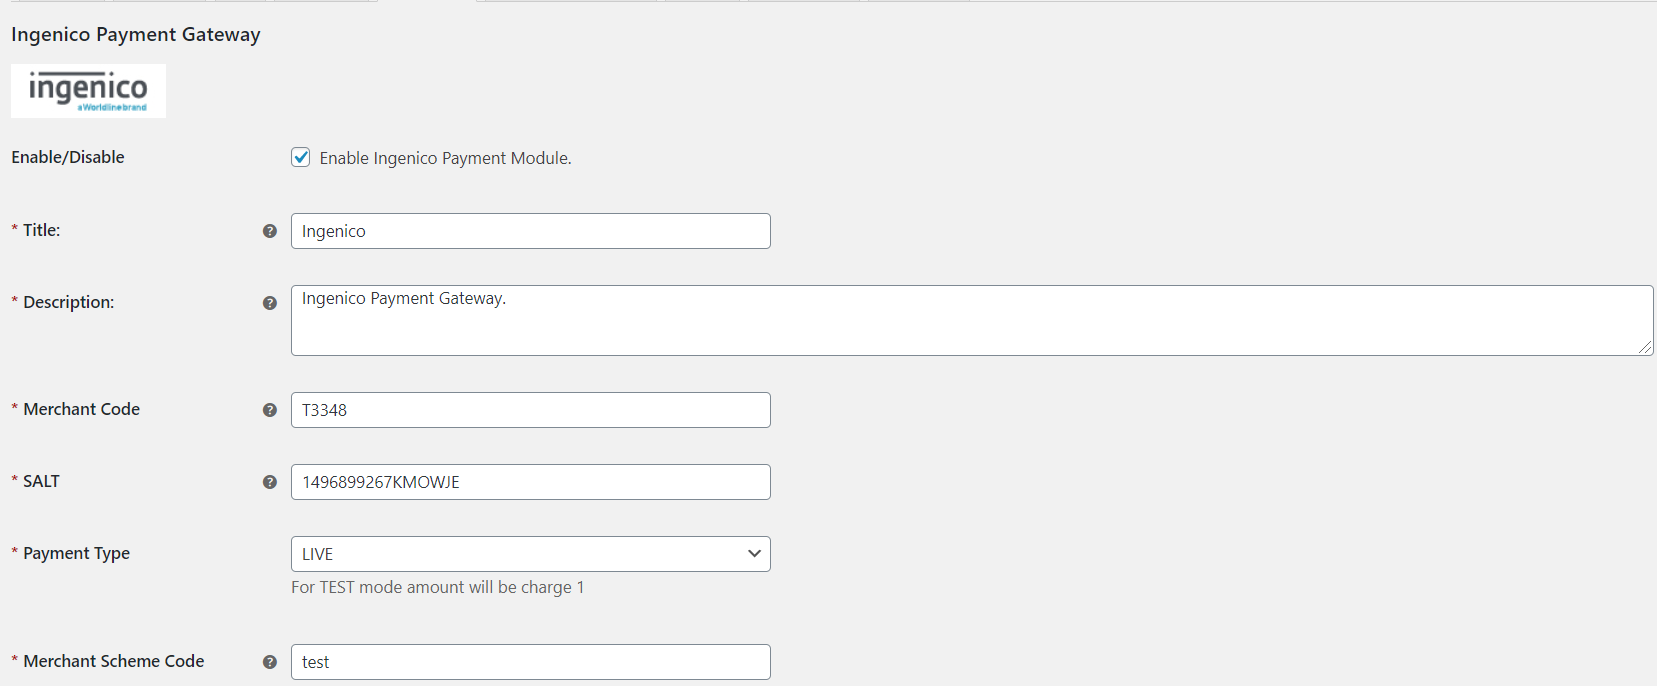 Ingenico Payment Gateway
ingenico
a Worldline brand
Enable/Disable
Enable Ingenico Payment Module.
* Title:
?
Ingenico
* Description:
?
Ingenico Payment Gateway.
* Merchant Code
?
T3348
* SALT
?
1496899267KMOWJE
* Payment Type
LIVE
For TEST mode amount will be charge 1
* Merchant Scheme Code
?
test